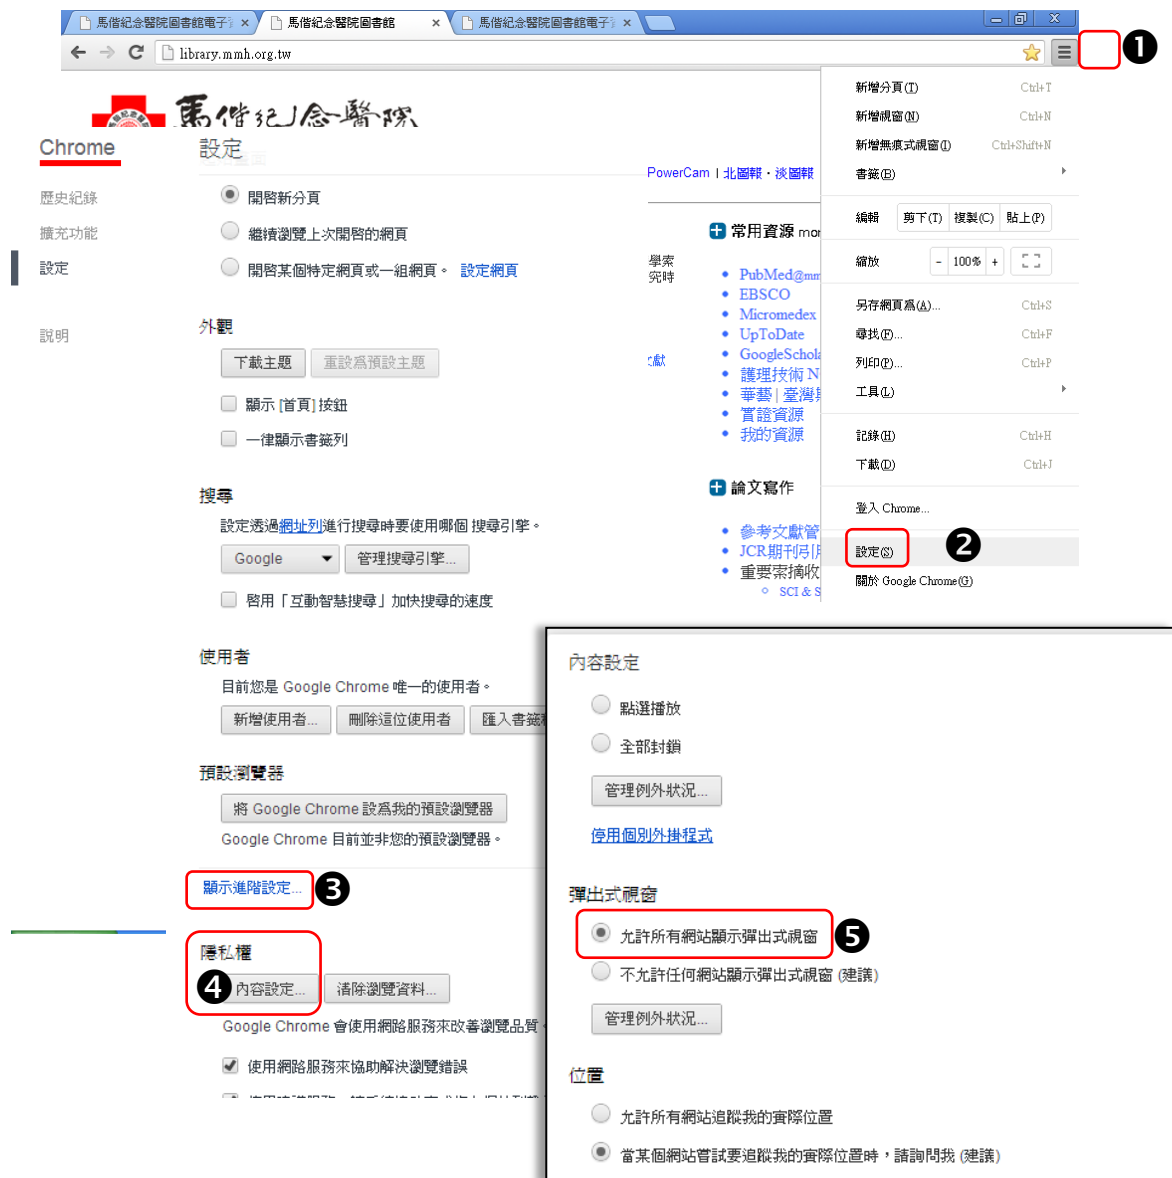 馬偕紀念醫院圖書館電子
馬偕紀念醫院圖書館
馬偕紀念醫院圖書館電子
library.mmh.org.tw
❶
馬偕紀念醫院
PowerCam | 北圖報・淡圖報
常用資源 mor
學索
究時
PubMed@mm
EBSCO
Micromedex
UpToDate
GoogleSchola
獻
護理技術 N
華藝 | 臺灣
實證資源
我的資源
論文寫作
參考文獻管
JCR期刊引用
重要索摘收
SCI & S
新增分頁(T) Ctrl+T
新增視窗(N) Ctrl+N
新增無痕式視窗(I) Ctrl+Shift+N
書籤(B)
編輯 剪下(T) 複製(C) 貼上(P)
縮放 - 100% +
另存網頁為(A)... Ctrl+S
尋找(F)... Ctrl+F
列印(P)... Ctrl+P
工具(L)
記錄(H) Ctrl+H
下載(D) Ctrl+J
登入 Chrome...
設定(S) ❷
關於 Google Chrome(G)
Chrome
歷史紀錄
擴充功能
設定
說明
設定
開啟新分頁
繼續瀏覽上次開啟的網頁
開啟某個特定網頁或一組網頁。 設定網頁
外觀
下載主題 重設為預設主題
顯示 [首頁] 按鈕
一律顯示書籤列
搜尋
設定透過網址列進行搜尋時要使用哪個 搜尋引擎。
Google 管理搜尋引擎...
啟用「互動智慧搜尋」加快搜尋的速度
使用者
目前您是 Google Chrome 唯一的使用者。
新增使用者... 刪除這位使用者 匯入書籤
預設瀏覽器
將 Google Chrome 設為我的預設瀏覽器
Google Chrome 目前並非您的預設瀏覽器。
顯示進階設定... ❸
隱私權
❹ 內容設定... 清除瀏覽資料...
Google Chrome 會使用網路服務來改善瀏覽品質。
使用網路服務來協助解決瀏覽錯誤
內容設定
點選播放
全部封鎖
管理例外狀況...
停用個別外掛程式
彈出式視窗
允許所有網站顯示彈出式視窗 ❺
不允許任何網站顯示彈出式視窗 (建議)
管理例外狀況...
位置
允許所有網站追蹤我的實際位置
當某個網站嘗試要追蹤我的實際位置時，請詢問我 (建議)